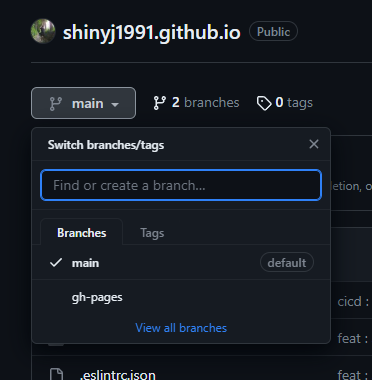 shinyj1991.github.io Public
main 2 branches 0 tags
Switch branches/tags
Find or create a branch...
etion, o
Branches Tags
main default
gh-pages
cicd :
View all branches
feat :
.eslintrc.json feat :